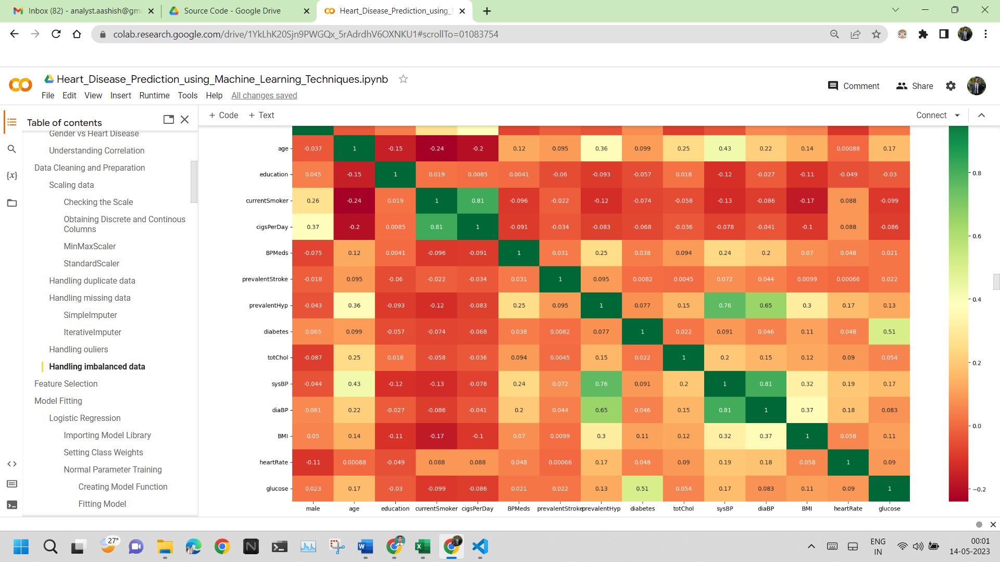 Inbox (82) - analyst.aashish@gm
Source Code - Google Drive
Heart_Disease_Prediction_using_
colab.research.google.com/drive/1YkLhK20Sjn9PWGQx_5rAdrdhV6OXNKU1#scrollTo=01083754
Heart_Disease_Prediction_using_Machine_Learning_Techniques.ipynb
Comment
Share
File Edit View Insert Runtime Tools Help All changes saved
Table of contents
+ Code + Text
Connect
Gender vs Heart Disease
Understanding Correlation
Data Cleaning and Preparation
Scaling data
Checking the Scale
Obtaining Discrete and Continous
Columns
MinMaxScaler
StandardScaler
Handling duplicate data
Handling missing data
SimpleImputer
IterativeImputer
Handling ouliers
Handling imbalanced data
Feature Selection
Model Fitting
Logistic Regression
Importing Model Library
Setting Class Weights
Normal Parameter Training
Creating Model Function
Fitting Model
{x}
age -0.037 1 -0.15 -0.24 -0.2 0.12 0.095 0.36 0.099 0.25 0.43 0.22 0.14 0.00088 0.17
education 0.045 -0.15 1 0.019 0.0085 0.0041 -0.06 -0.093 -0.057 0.018 -0.12 -0.027 -0.11 -0.049 -0.03
currentSmoker 0.26 -0.24 0.019 1 0.81 -0.096 -0.022 -0.12 -0.074 -0.058 -0.13 -0.086 -0.17 0.088 -0.099
cigsPerDay 0.37 -0.2 0.0085 0.81 1 -0.091 -0.034 -0.083 -0.068 -0.036 -0.078 -0.041 -0.1 0.088 -0.086
BPMeds -0.075 0.12 0.0041 -0.096 -0.091 1 0.031 0.25 0.038 0.094 0.24 0.2 0.07 0.048 0.021
prevalentStroke -0.018 0.095 -0.06 -0.022 -0.034 0.031 1 0.095 0.0082 0.0045 0.072 0.044 0.0099 0.00066 0.022
prevalentHyp -0.043 0.36 -0.093 -0.12 -0.083 0.25 0.095 1 0.077 0.15 0.76 0.65 0.3 0.17 0.13
diabetes 0.065 0.099 -0.057 -0.074 -0.068 0.038 0.0082 0.077 1 0.022 0.091 0.046 0.11 0.048 0.51
totChol -0.087 0.25 0.018 -0.058 -0.036 0.094 0.0045 0.15 0.022 1 0.2 0.15 0.12 0.09 0.054
sysBP -0.044 0.43 -0.12 -0.13 -0.078 0.24 0.072 0.76 0.091 0.2 1 0.81 0.32 0.19 0.17
diaBP 0.061 0.22 -0.027 -0.086 -0.041 0.2 0.044 0.65 0.046 0.15 0.81 1 0.37 0.18 0.083
BMI 0.05 0.14 -0.11 -0.17 -0.1 0.07 0.0099 0.3 0.11 0.12 0.32 0.37 1 0.058 0.11
heartRate -0.11 0.00088 -0.049 0.088 0.088 0.048 0.00066 0.17 0.048 0.09 0.19 0.18 0.058 1 0.09
glucose 0.023 0.17 -0.03 -0.099 -0.086 0.021 0.022 0.13 0.51 0.054 0.17 0.083 0.11 0.09 1
male age education currentSmoker cigsPerDay BPMeds prevalentStroke prevalentHyp diabetes totChol sysBP diaBP BMI heartRate glucose
0.8
0.6
0.4
0.2
0.0
−0.2
27°
ENG
IN
00:01
14-05-2023